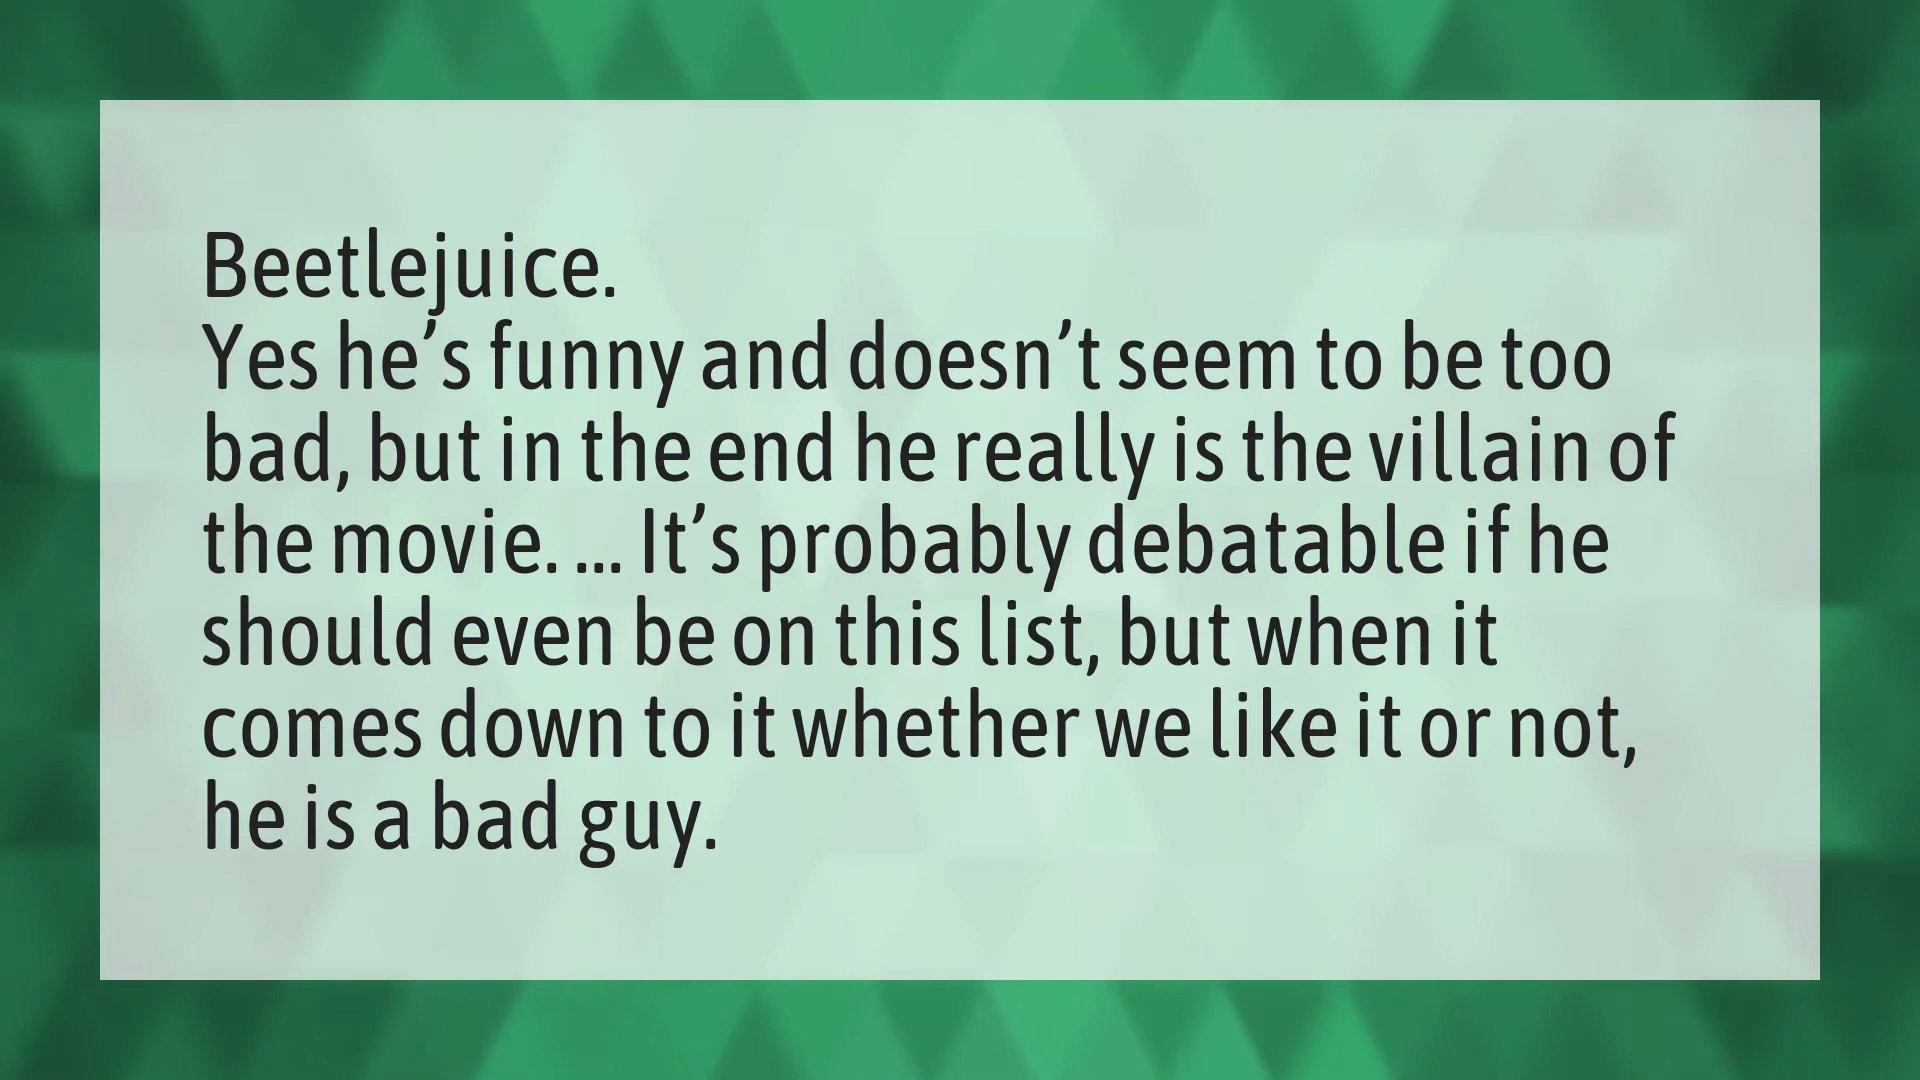 Beetlejuice.
Yes he’s funny and doesn’t seem to be too
bad, but in the end he really is the villain of
the movie. ... It’s probably debatable if he
should even be on this list, but when it
comes down to it whether we like it or not,
he is a bad guy.